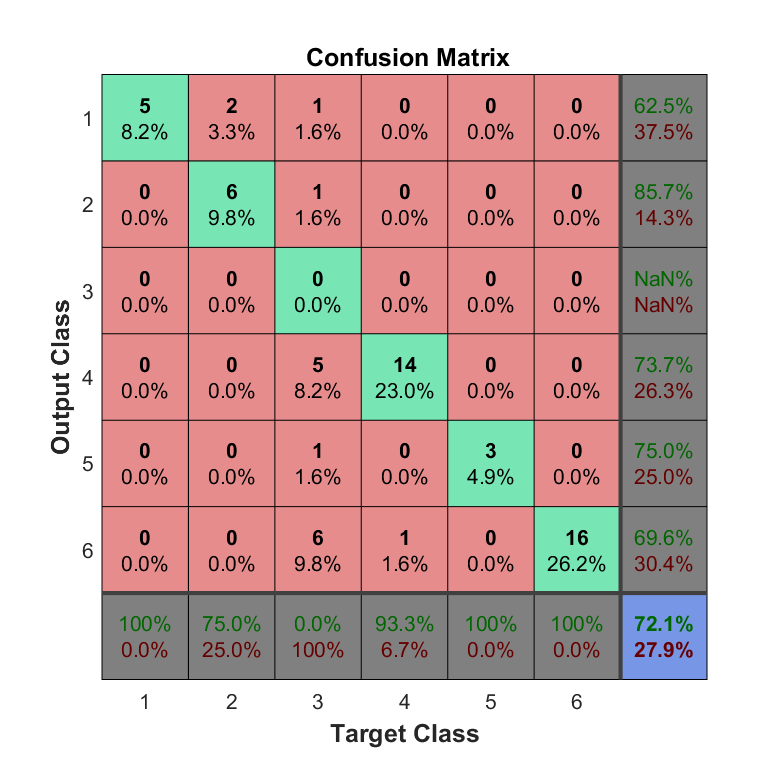 Confusion Matrix
1 5 2 1 0 0 0 62.5%
8.2% 3.3% 1.6% 0.0% 0.0% 0.0% 37.5%
2 0 6 1 0 0 0 85.7%
0.0% 9.8% 1.6% 0.0% 0.0% 0.0% 14.3%
3 0 0 0 0 0 0 NaN%
0.0% 0.0% 0.0% 0.0% 0.0% 0.0% NaN%
4 0 0 5 14 0 0 73.7%
0.0% 0.0% 8.2% 23.0% 0.0% 0.0% 26.3%
5 0 0 1 0 3 0 75.0%
0.0% 0.0% 1.6% 0.0% 4.9% 0.0% 25.0%
6 0 0 6 1 0 16 69.6%
0.0% 0.0% 9.8% 1.6% 0.0% 26.2% 30.4%
100% 75.0% 0.0% 93.3% 100% 100% 72.1%
0.0% 25.0% 100% 6.7% 0.0% 0.0% 27.9%
1 2 3 4 5 6
Target Class
Output Class